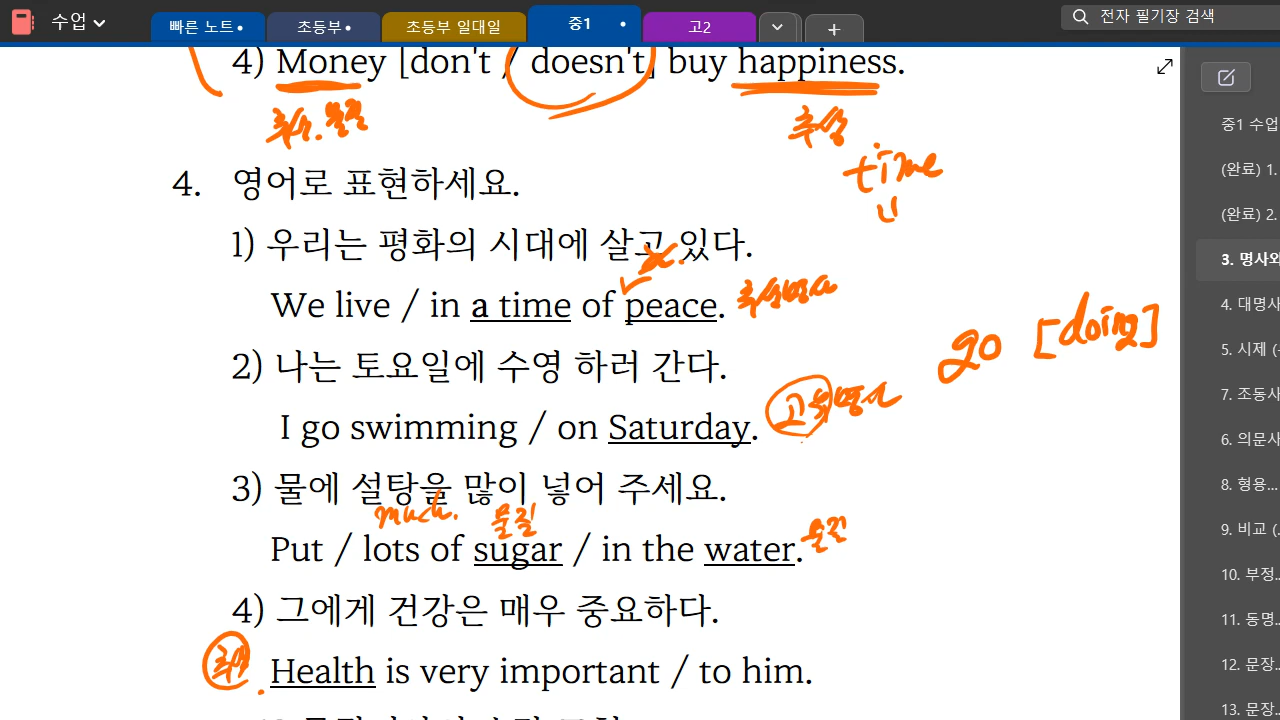 수업
빠른 노트
초등부
초등부 일대일
중1
고2
전자 필기장 검색
4) Money [don't / doesn't] buy happiness.
추상. 물질
추상
time
4. 영어로 표현하세요.
1) 우리는 평화의 시대에 살고 있다.
We live / in a time of peace. 추상명사
go [doing]
2) 나는 토요일에 수영 하러 간다.
I go swimming / on Saturday. 고유명사
3) 물에 설탕을 많이 넣어 주세요.
much. 물질
Put / lots of sugar / in the water. 물질
4) 그에게 건강은 매우 중요하다.
추상
Health is very important / to him.
중1 수업
(완료) 1.
(완료) 2.
3. 명사와
4. 대명사
5. 시제
7. 조동사
6. 의문사
8. 형용...
9. 비교 (.
10. 부정..
11. 동명..
12. 문장..
13. 문장..